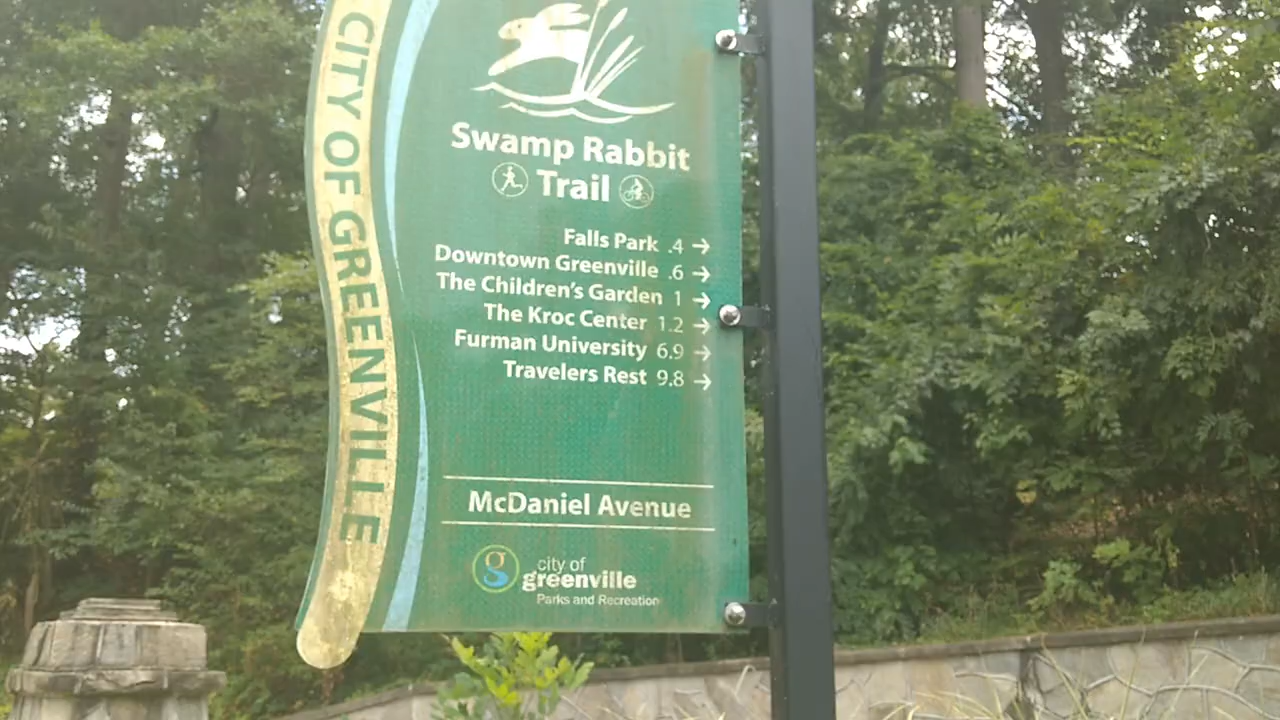 CITY OF GREENVILLE
Swamp Rabbit
Trail
Falls Park .4 →
Downtown Greenville .6 →
The Children's Garden 1 →
The Kroc Center 1.2 →
Furman University 6.9 →
Travelers Rest 9.8 →
McDaniel Avenue
g
city of
greenville
Parks and Recreation